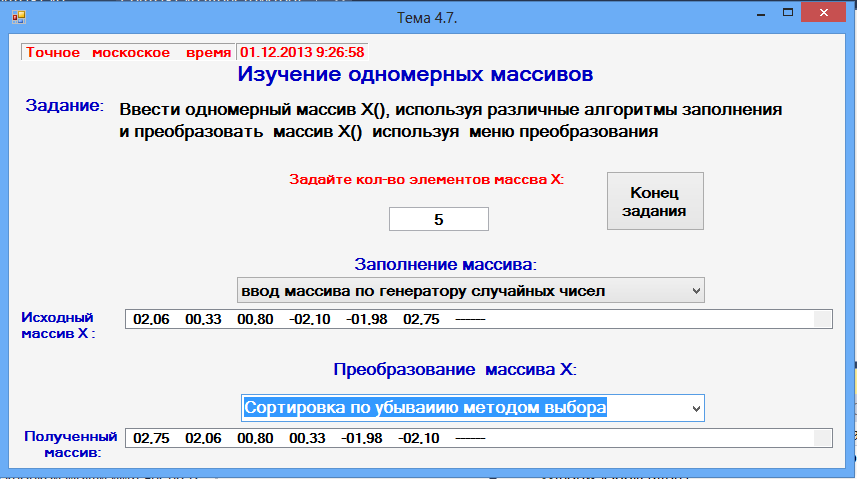 Тема 4.7.
Точное москоское время 01.12.2013 9:26:58
Изучение одномерных массивов
Задание: Ввести одномерный массив X(), используя различные алгоритмы заполнения
и преобразовать массив X() используя меню преобразования
Задайте кол-во элементов массва X:
Конец
задания
5
Заполнение массива:
ввод массива по генератору случайных чисел
Исходный
массив X :
02,06 00,33 00,80 -02,10 -01,98 02,75 ------
Преобразование массива X:
Сортировка по убываиию методом выбора
Полученный
массив:
02,75 02,06 00,80 00,33 -01,98 -02,10 ------